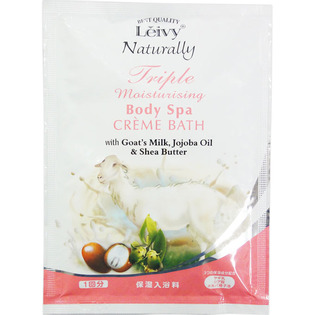 BEST QUALITY
Leivy®
Naturally
Triple
Moisturising
Body Spa
CRÈME BATH
with Goat's Milk, Jojoba Oil
& Shea Butter
1回分
保湿入浴料